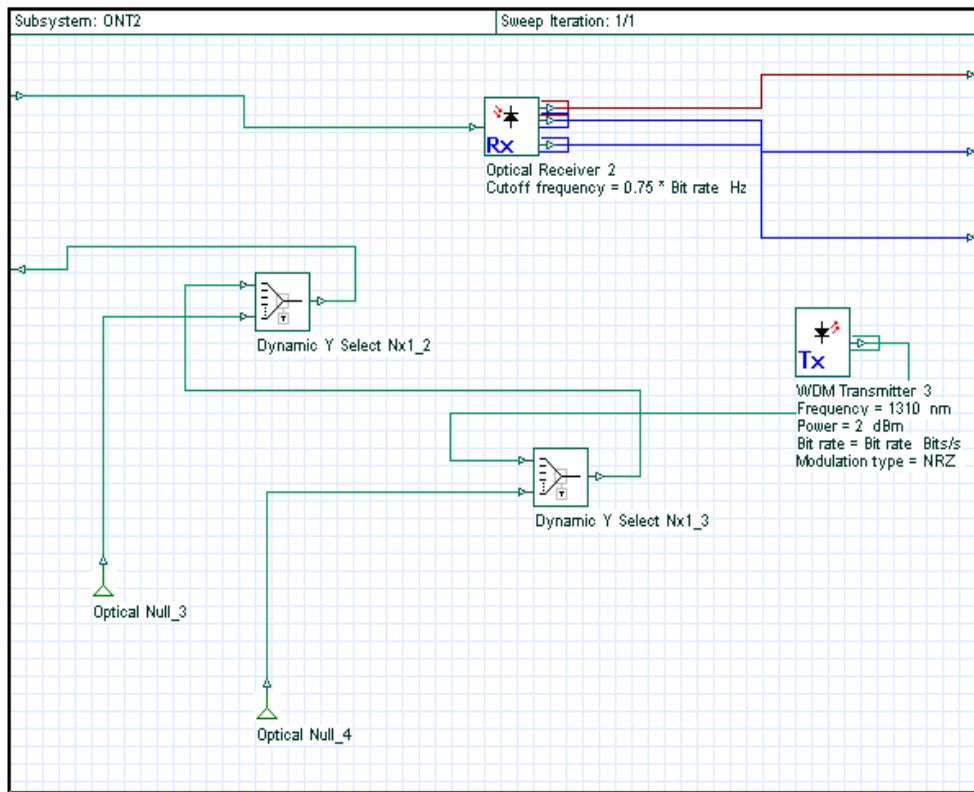 Subsystem: ONT2
Sweep Iteration: 1/1
Rx
Optical Receiver 2
Cutoff frequency = 0.75 * Bit rate Hz
Dynamic Y Select Nx1_2
Tx
WDM Transmitter 3
Frequency = 1310 nm
Power = 2 dBm
Bit rate = Bit rate Bits/s
Modulation type = NRZ
Dynamic Y Select Nx1_3
Optical Null_3
Optical Null_4